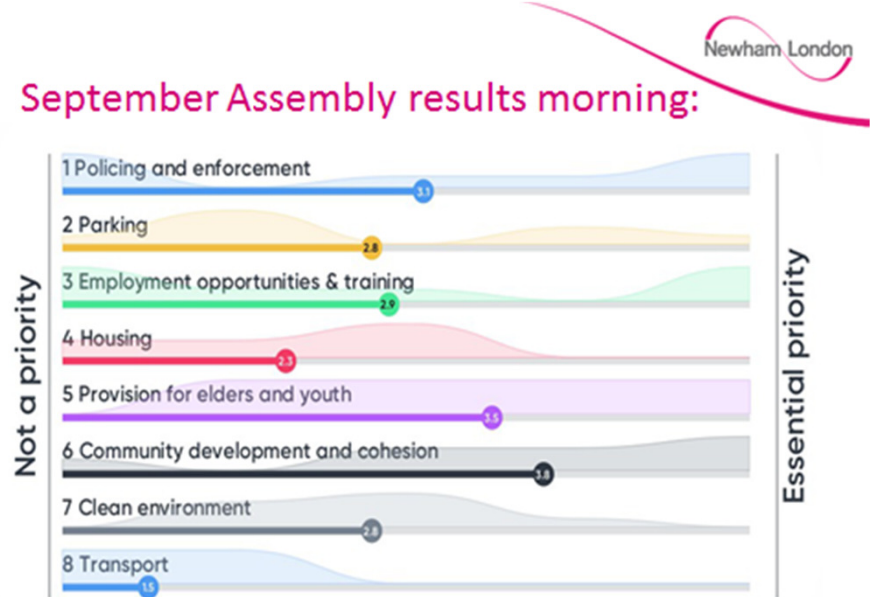 Newham London
September Assembly results morning:
1 Policing and enforcement
3.1
2 Parking
2.8
3 Employment opportunities & training
2.9
4 Housing
2.3
5 Provision for elders and youth
3.5
6 Community development and cohesion
3.8
7 Clean environment
2.8
8 Transport
1.5
Not a priority
Essential priority